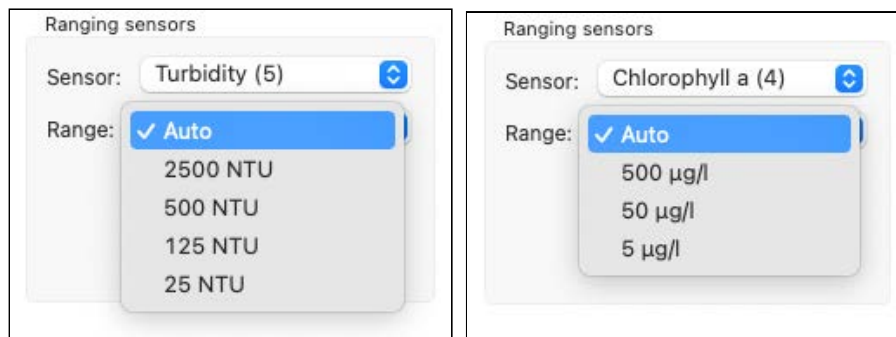 Ranging sensors
Sensor: Turbidity (5)
Range: ✓ Auto
2500 NTU
500 NTU
125 NTU
25 NTU
Ranging sensors
Sensor: Chlorophyll a (4)
Range: ✓ Auto
500 µg/l
50 µg/l
5 µg/l